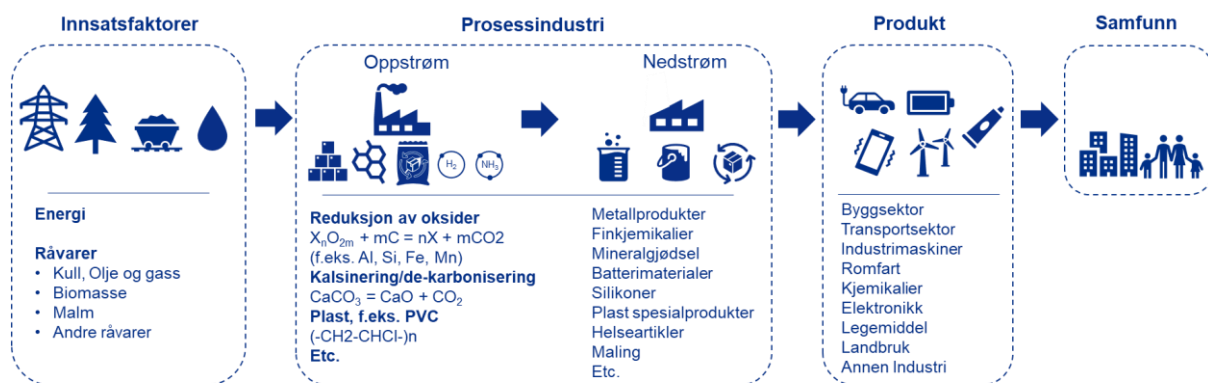 Innsatsfaktorer
Energi
Råvarer
• Kull, Olje og gass
• Biomasse
• Malm
• Andre råvarer
Prosessindustri
Oppstrøm
H₂
NH₃
Reduksjon av oksider
XₙO₂ₘ + mC = nX + mCO2
(f.eks. Al, Si, Fe, Mn)
Kalsinering/de-karbonisering
CaCO₃ = CaO + CO₂
Plast, f.eks. PVC
(-CH2-CHCl-)n
Etc.
Nedstrøm
Metallprodukter
Finkjemikalier
Mineralgjødsel
Batterimaterialer
Silikoner
Plast spesialprodukter
Helseartikler
Maling
Etc.
Produkt
Byggsektor
Transportsektor
Industrimaskiner
Romfart
Kjemikalier
Elektronikk
Legemiddel
Landbruk
Annen Industri
Samfunn